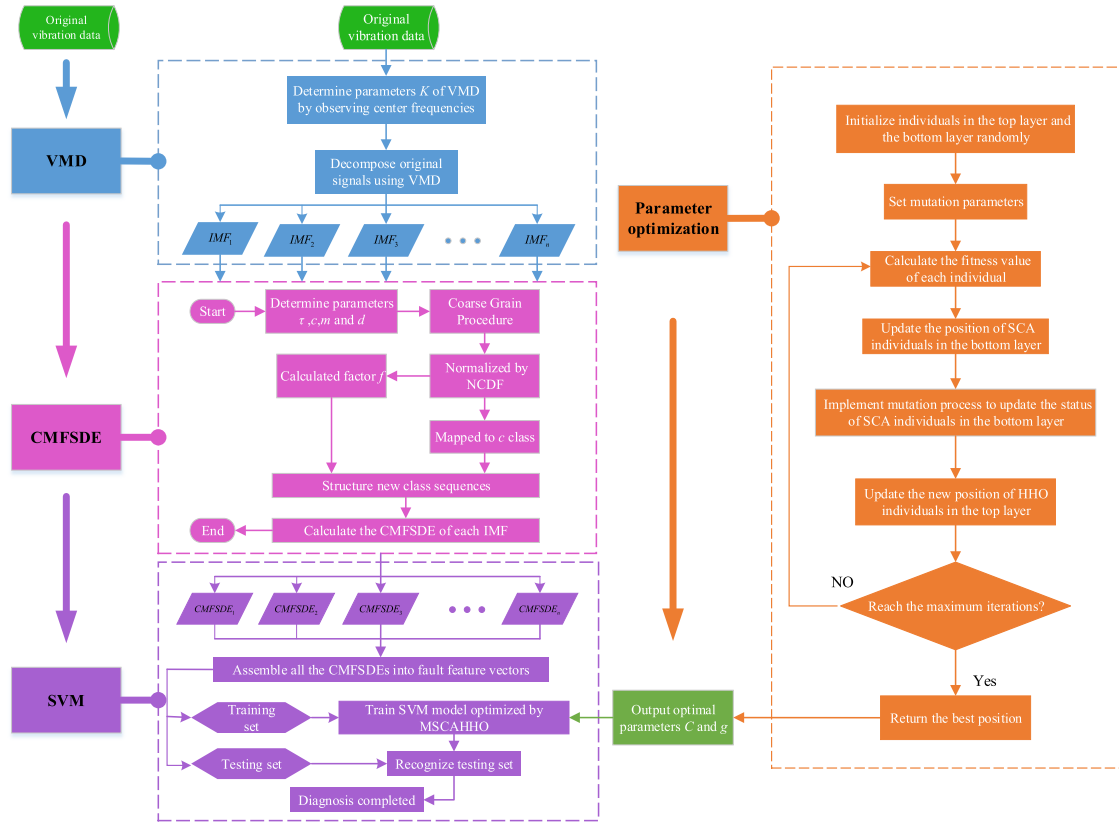 Original
vibration data
VMD
CMFSDE
SVM
Original
vibration data
Determine parameters K of VMD
by observing center frequencies
Decompose original
signals using VMD
IMF₁
IMF₂
IMF₃
• • •
IMFₙ
Start
Determine parameters
τ ,c,m and d
Coarse Grain
Procedure
Calculated factor f
Normalized by
NCDF
Mapped to c class
Structure new class sequences
End
Calculate the CMFSDE of each IMF
CMFSDE₁
CMFSDE₂
CMFSDE₃
• • •
CMFSDEₙ
Assemble all the CMFSDEs into fault feature vectors
Training
set
Train SVM model optimized by
MSCAHHO
Testing set
Recognize testing set
Diagnosis completed
Parameter
optimization
Output optimal
parameters C and g
Initialize individuals in the top layer and
the bottom layer randomly
Set mutation parameters
Calculate the fitness value
of each individual
Update the position of SCA
individuals in the bottom layer
Implement mutation process to update the status
of SCA individuals in the bottom layer
Update the new position of HHO
individuals in the top layer
NO
Reach the maximum iterations?
Yes
Return the best position